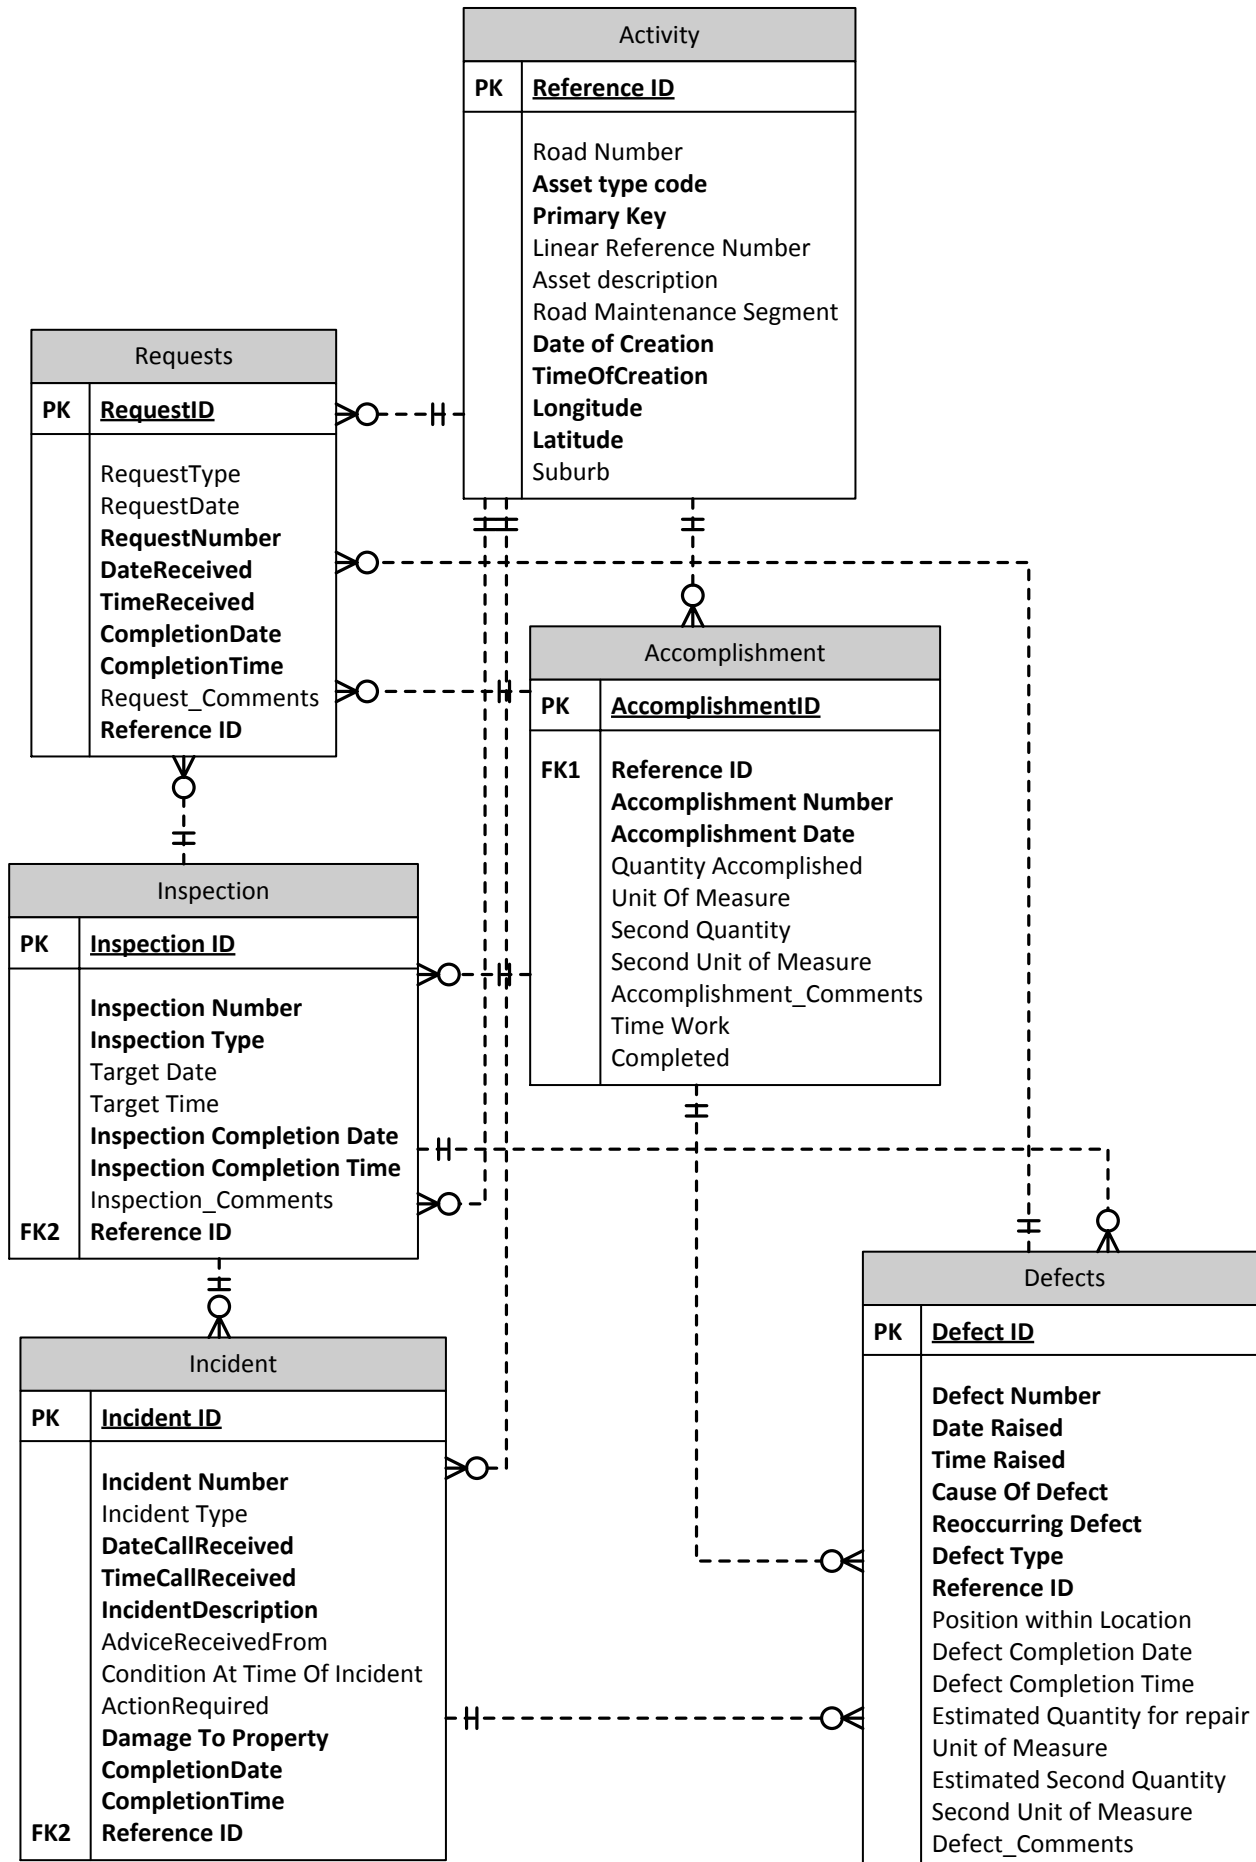 Activity
PK Reference ID
Road Number
Asset type code
Primary Key
Linear Reference Number
Asset description
Road Maintenance Segment
Date of Creation
TimeOfCreation
Longitude
Latitude
Suburb
Requests
PK RequestID
RequestType
RequestDate
RequestNumber
DateReceived
TimeReceived
CompletionDate
CompletionTime
Request_Comments
Reference ID
Accomplishment
PK AccomplishmentID
FK1 Reference ID
Accomplishment Number
Accomplishment Date
Quantity Accomplished
Unit Of Measure
Second Quantity
Second Unit of Measure
Accomplishment_Comments
Time Work
Completed
Inspection
PK Inspection ID
Inspection Number
Inspection Type
Target Date
Target Time
Inspection Completion Date
Inspection Completion Time
Inspection_Comments
FK2 Reference ID
Incident
PK Incident ID
Incident Number
Incident Type
DateCallReceived
TimeCallReceived
IncidentDescription
AdviceReceivedFrom
Condition At Time Of Incident
ActionRequired
Damage To Property
CompletionDate
CompletionTime
FK2 Reference ID
Defects
PK Defect ID
Defect Number
Date Raised
Time Raised
Cause Of Defect
Reoccurring Defect
Defect Type
Reference ID
Position within Location
Defect Completion Date
Defect Completion Time
Estimated Quantity for repair
Unit of Measure
Estimated Second Quantity
Second Unit of Measure
Defect_Comments